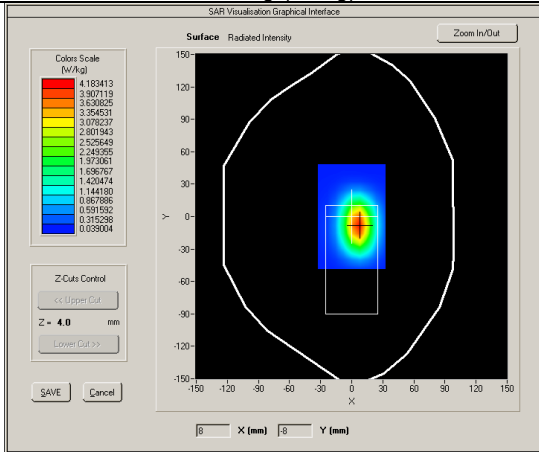 SAR Visualisation Graphical Interface
Surface Radiated Intensity
Zoom In/Out
Colors Scale
(W/kg)
4.183413
3.907119
3.630825
3.354531
3.078237
2.801943
2.525649
2.249355
1.973061
1.696767
1.420474
1.144180
0.867886
0.591592
0.315298
0.039004
Z-Cuts Control
<< Upper Cut
Z = 4.0 mm
Lower Cut >>
SAVE Cancel
150
120
90
60
30
0
-30
-60
-90
-120
-150
Y
-150 -120 -90 -60 -30 0 30 60 90 120 150
X
8 X (mm) -8 Y (mm)